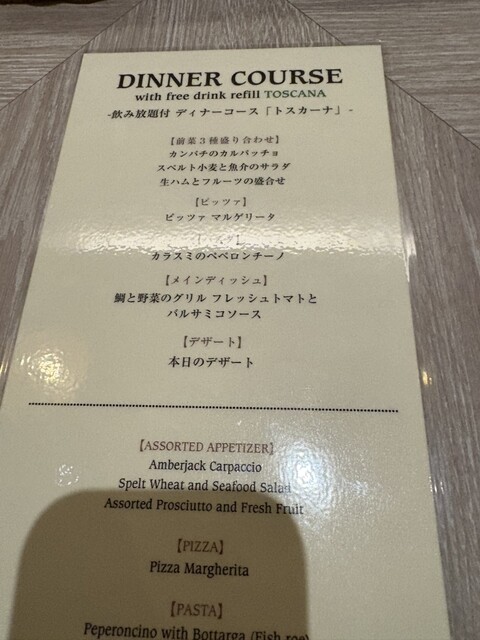 DINNER COURSE
with free drink refill TOSCANA
-飲み放題付 ディナーコース「トスカーナ」-
【前菜３種盛り合わせ】
カンパチのカルパッチョ
スペルト小麦と魚介のサラダ
生ハムとフルーツの盛合せ
【ピッツァ】
ピッツァ マルゲリータ
カラスミのペペロンチーノ
【メインディッシュ】
鯛と野菜のグリル フレッシュトマトと
バルサミコソース
【デザート】
本日のデザート
【ASSORTED APPETIZER】
Amberjack Carpaccio
Spelt Wheat and Seafood Salad
Assorted Prosciutto and Fresh Fruit
【PIZZA】
Pizza Margherita
【PASTA】
Peperoncino with Bottarga (Fish roe)